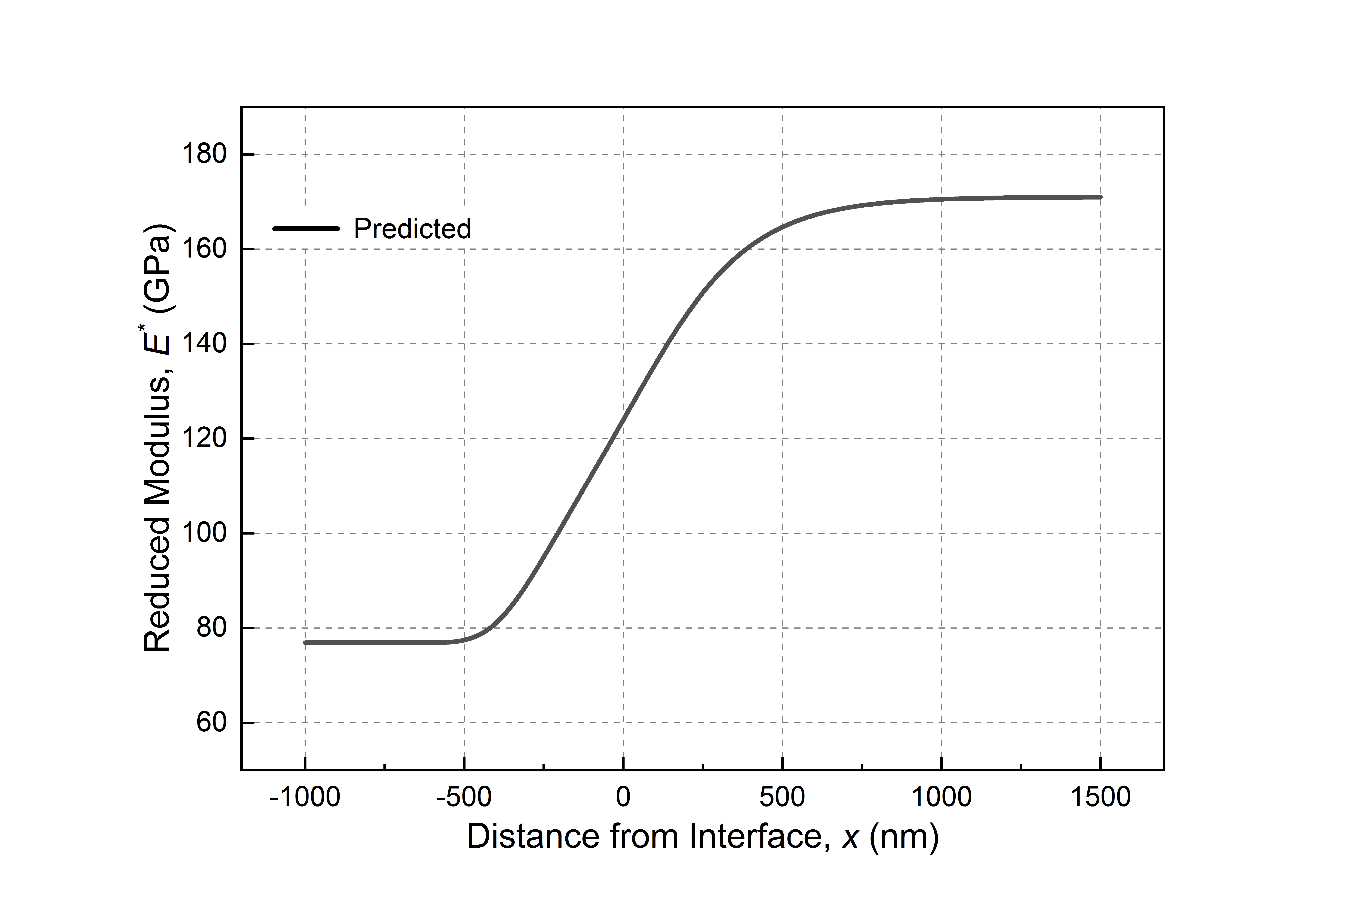 180
160
140
120
100
80
60
Predicted
Reduced Modulus, E* (GPa)
-1000 -500 0 500 1000 1500
Distance from Interface, x (nm)